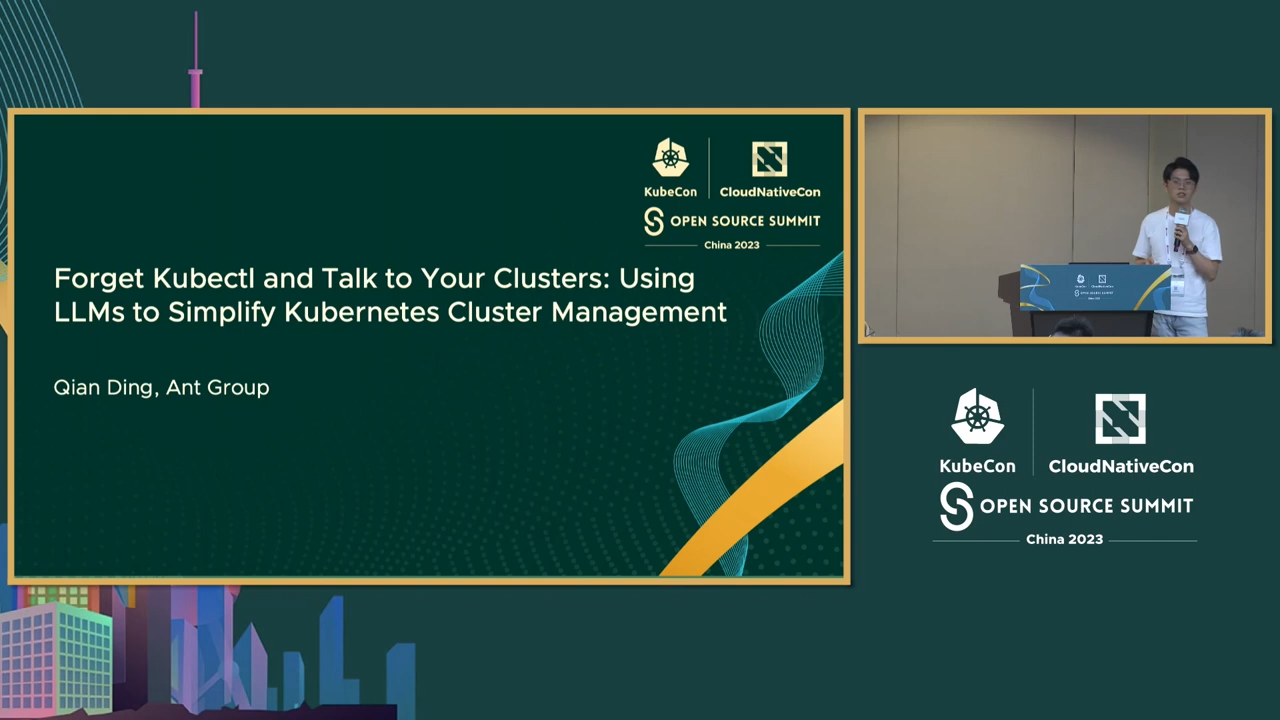 KubeCon
CloudNativeCon
OPEN SOURCE SUMMIT
China 2023
Forget Kubectl and Talk to Your Clusters: Using
LLMs to Simplify Kubernetes Cluster Management
Qian Ding, Ant Group
KubeCon
CloudNativeCon
OPEN SOURCE SUMMIT
China 2023